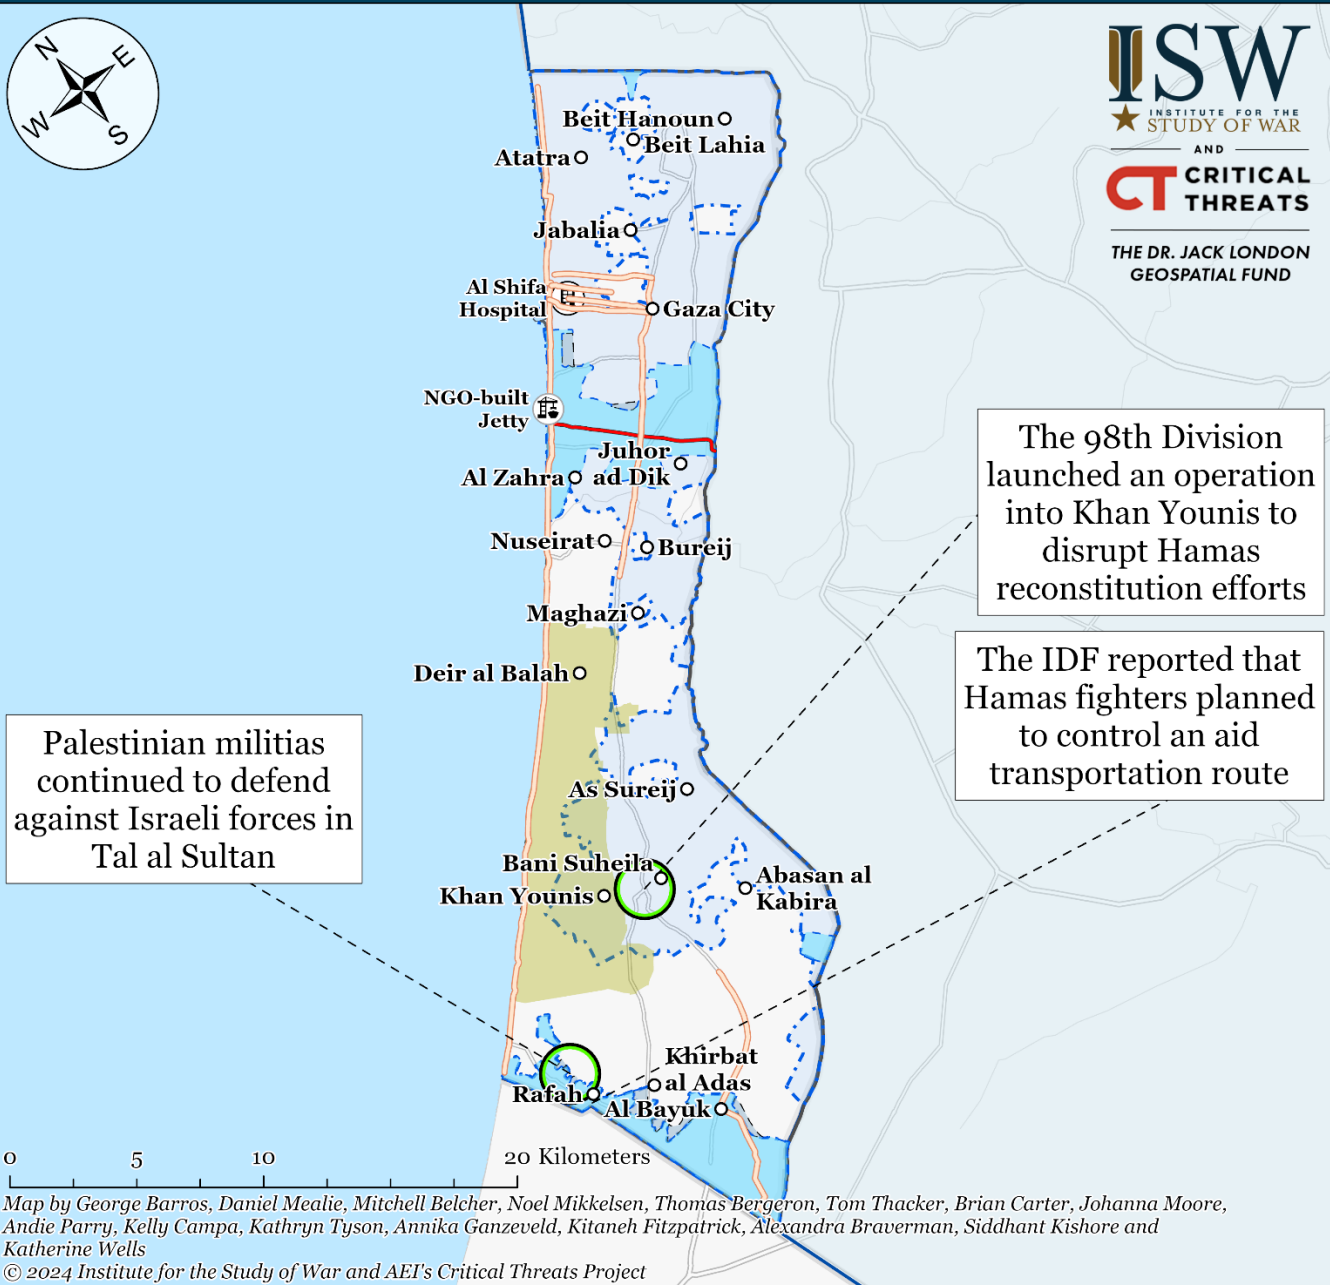 N
E
W
S
ISW
INSTITUTE FOR THE
STUDY OF WAR
AND
CT CRITICAL
THREATS
THE DR. JACK LONDON
GEOSPATIAL FUND
Beit Hanoun
Beit Lahia
Atatra
Jabalia
Al Shifa
Hospital
Gaza City
NGO-built
Jetty
Juhor
ad Dik
Al Zahra
Nuseirat
Bureij
Maghazi
Deir al Balah
As Sureij
Bani Suheila
Khan Younis
Abasan al
Kabira
Khirbat
al Adas
Rafah
Al Bayuk
The 98th Division
launched an operation
into Khan Younis to
disrupt Hamas
reconstitution efforts
The IDF reported that
Hamas fighters planned
to control an aid
transportation route
Palestinian militias
continued to defend
against Israeli forces in
Tal al Sultan
0 5 10 20 Kilometers
Map by George Barros, Daniel Mealie, Mitchell Belcher, Noel Mikkelsen, Thomas Bergeron, Tom Thacker, Brian Carter, Johanna Moore,
Andie Parry, Kelly Campa, Kathryn Tyson, Annika Ganzeveld, Kitaneh Fitzpatrick, Alexandra Braverman, Siddhant Kishore and
Katherine Wells
© 2024 Institute for the Study of War and AEI's Critical Threats Project